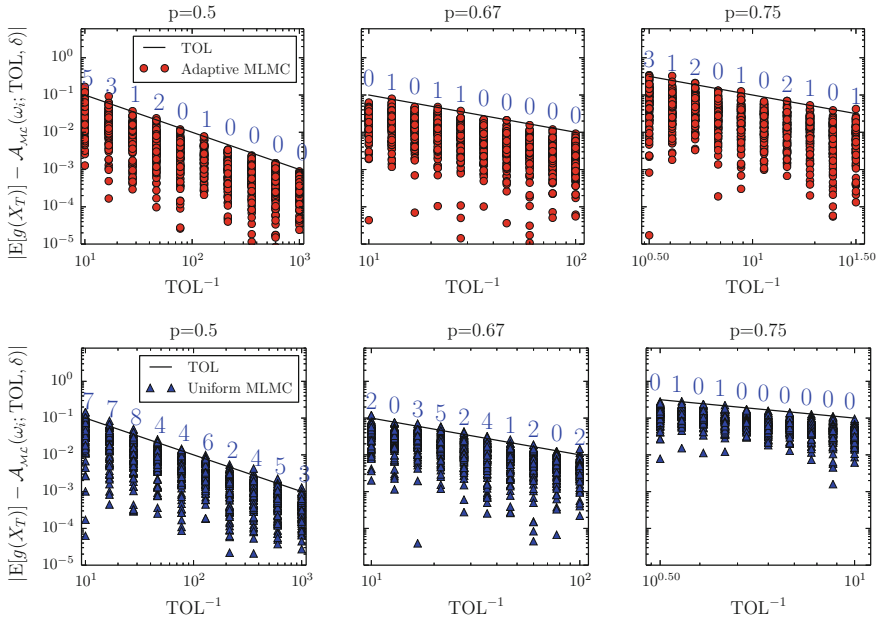 p=0.5
p=0.67
p=0.75
|E[g(X_T)] − A_{MC}(ω_i; TOL, δ)|
10^0
10^{-1}
10^{-2}
10^{-3}
10^{-4}
10^{-5}
TOL
Adaptive MLMC
5 3 1 2 0 1 0 0 0 0
0 1 0 1 1 0 0 0 0 0
3 1 2 0 1 0 2 1 0 1
10^1 10^2 10^3
10^1 10^2
10^{0.50} 10^1 10^{1.50}
TOL^{-1}
TOL^{-1}
TOL^{-1}
p=0.5
p=0.67
p=0.75
|E[g(X_T)] − A_{MC}(ω_i; TOL, δ)|
10^0
10^{-1}
10^{-2}
10^{-3}
10^{-4}
10^{-5}
TOL
Uniform MLMC
7 7 8 4 4 6 2 4 5 3
2 0 3 5 2 4 1 2 0 2
0 1 0 1 0 0 0 0 0 0
10^1 10^2 10^3
10^1 10^2
10^{0.50} 10^1
TOL^{-1}
TOL^{-1}
TOL^{-1}